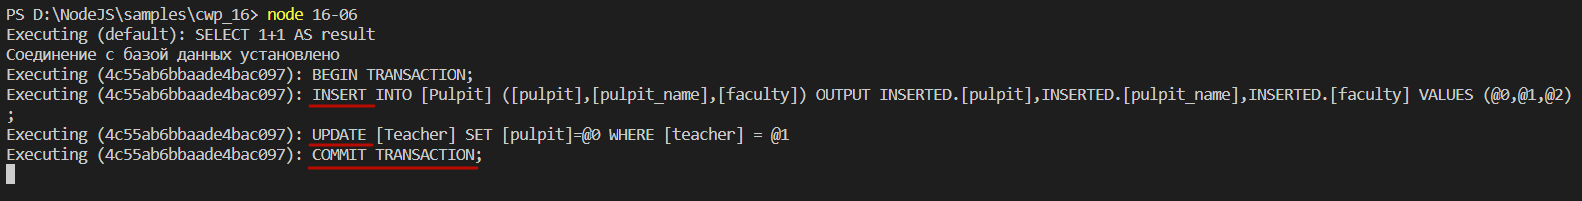 PS D:\NodeJS\samples\cwp_16> node 16-06
Executing (default): SELECT 1+1 AS result
Соединение с базой данных установлено
Executing (4c55ab6bbaade4bac097): BEGIN TRANSACTION;
Executing (4c55ab6bbaade4bac097): INSERT INTO [Pulpit] ([pulpit],[pulpit_name],[faculty]) OUTPUT INSERTED.[pulpit],INSERTED.[pulpit_name],INSERTED.[faculty] VALUES (@0,@1,@2)
;
Executing (4c55ab6bbaade4bac097): UPDATE [Teacher] SET [pulpit]=@0 WHERE [teacher] = @1
Executing (4c55ab6bbaade4bac097): COMMIT TRANSACTION;